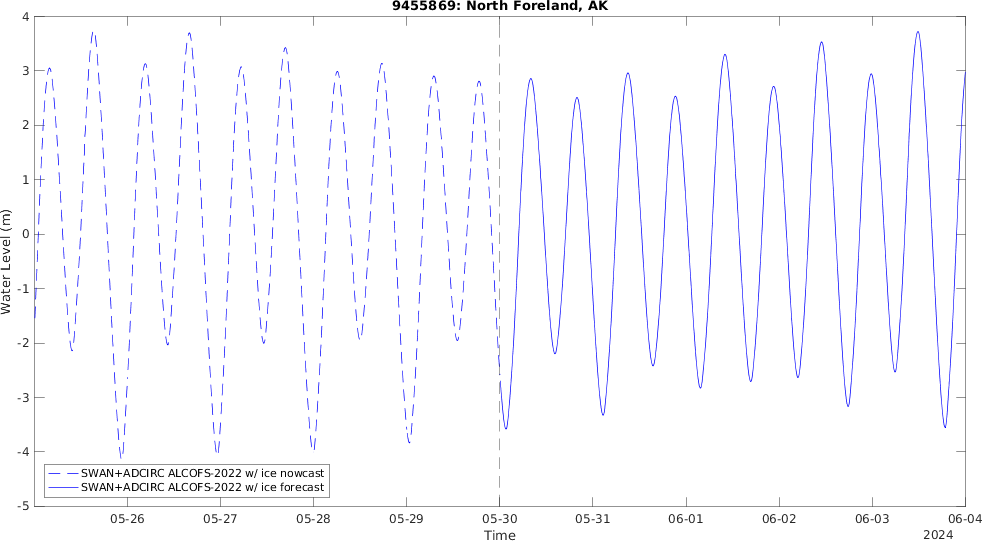 9455869: North Foreland, AK
4
3
2
1
0
-1
-2
-3
-4
-5
Water Level (m)
SWAN+ADCIRC ALCOFS-2022 w/ ice nowcast
SWAN+ADCIRC ALCOFS-2022 w/ ice forecast
05-26 05-27 05-28 05-29 05-30 05-31 06-01 06-02 06-03 06-04
Time
2024